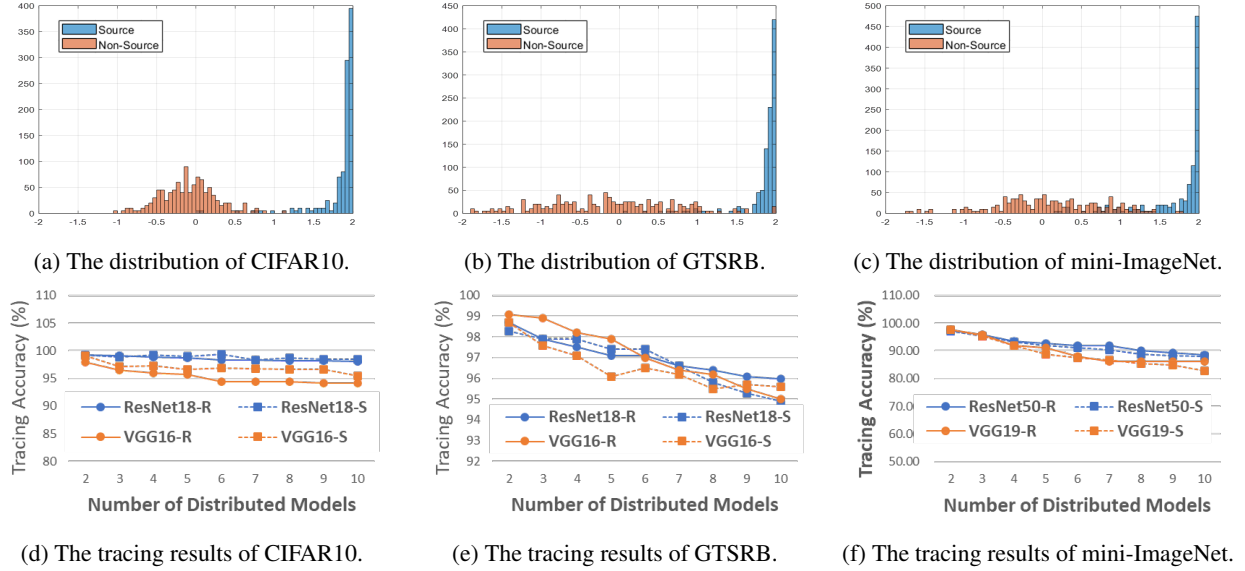 400
350
300
250
200
150
100
50
0
Source
Non-Source
-2 -1.5 -1 -0.5 0 0.5 1 1.5 2
450
400
350
300
250
200
150
100
50
0
Source
Non-Source
-2 -1.5 -1 -0.5 0 0.5 1 1.5 2
500
450
400
350
300
250
200
150
100
50
0
Source
Non-Source
-2 -1.5 -1 -0.5 0 0.5 1 1.5 2
(a) The distribution of CIFAR10.
(b) The distribution of GTSRB.
(c) The distribution of mini-ImageNet.
Tracing Accuracy (%)
110
105
100
95
90
85
80
ResNet18-R ResNet18-S
VGG16-R VGG16-S
2 3 4 5 6 7 8 9 10
Number of Distributed Models
Tracing Accuracy (%)
100
99
98
97
96
95
94
93
92
ResNet18-R ResNet18-S
VGG16-R VGG16-S
2 3 4 5 6 7 8 9 10
Number of Distributed Models
Tracing Accuracy (%)
110.00
100.00
90.00
80.00
70.00
60.00
50.00
ResNet50-R ResNet50-S
VGG19-R VGG19-S
2 3 4 5 6 7 8 9 10
Number of Distributed Models
(d) The tracing results of CIFAR10.
(e) The tracing results of GTSRB.
(f) The tracing results of mini-ImageNet.